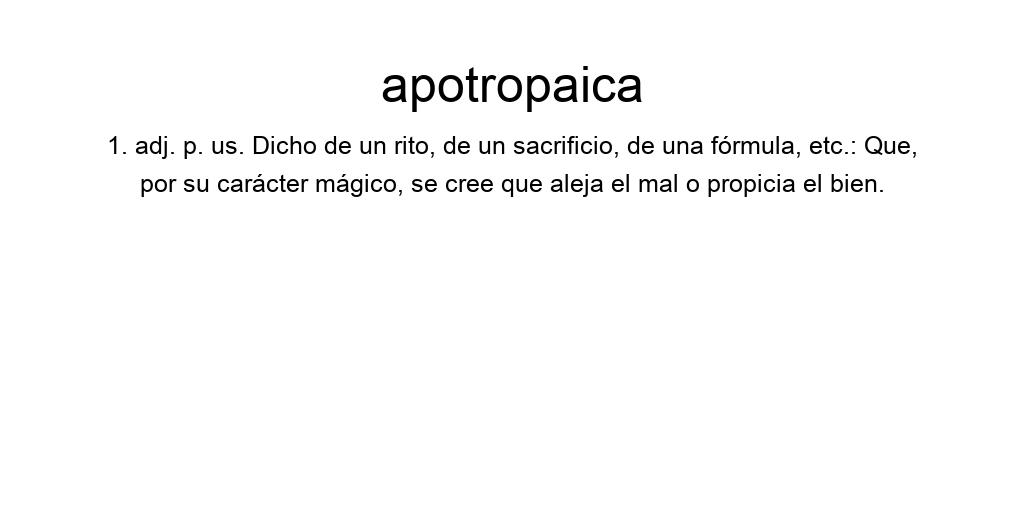 apotropaica
1. adj. p. us. Dicho de un rito, de un sacrificio, de una fórmula, etc.: Que,
por su carácter mágico, se cree que aleja el mal o propicia el bien.